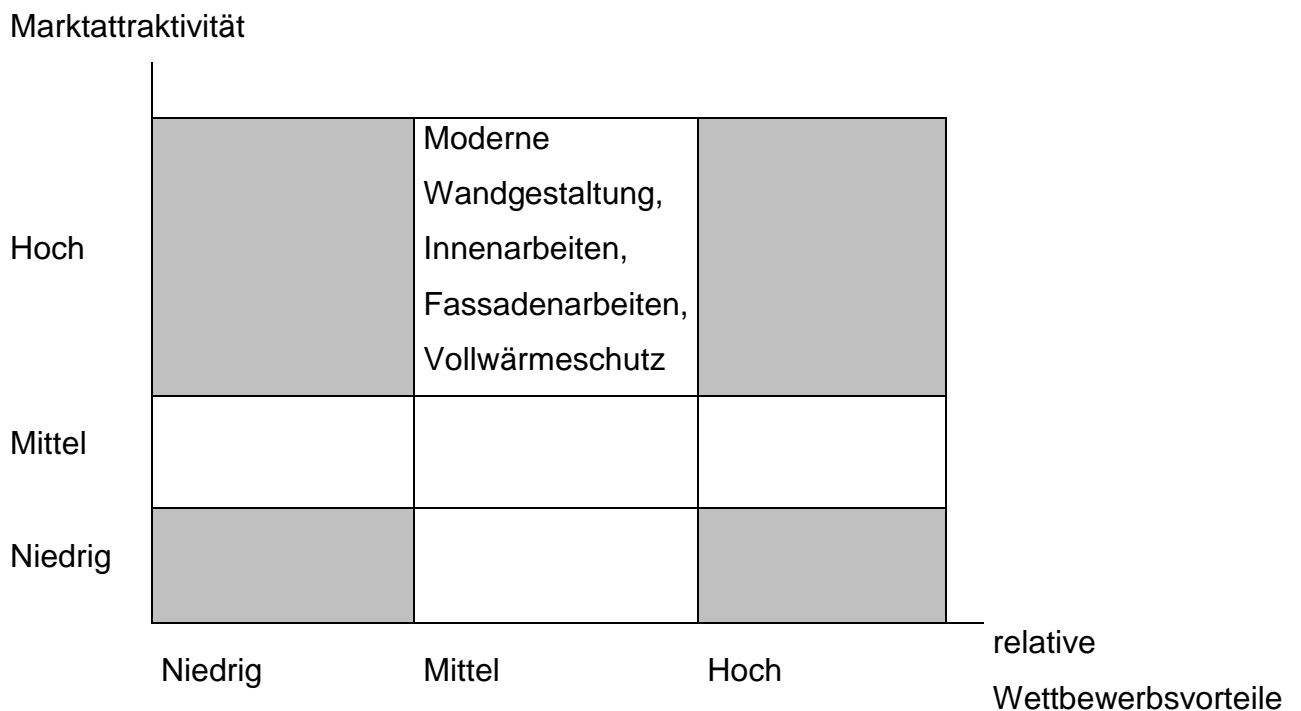 Marktattraktivität
Moderne
Wandgestaltung,
Hoch
Innenarbeiten,
Fassadenarbeiten,
Vollwärmeschutz
Mittel
Niedrig
Niedrig
Mittel
Hoch
relative
Wettbewerbsvorteile